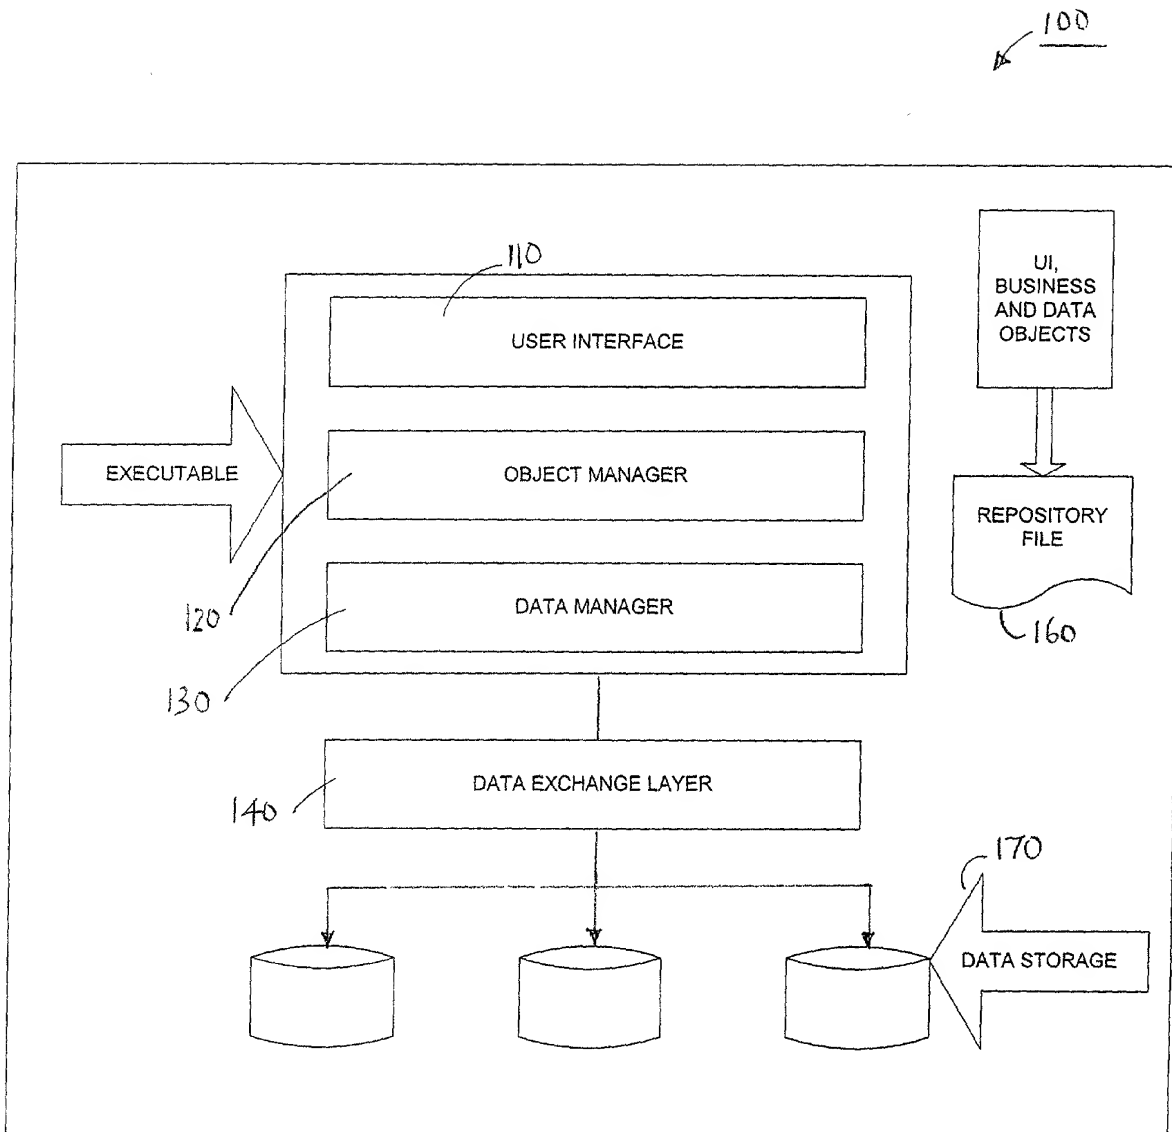 100
110
USER INTERFACE
UI,
BUSINESS
AND DATA
OBJECTS
EXECUTABLE
OBJECT MANAGER
REPOSITORY
FILE
120
DATA MANAGER
160
130
DATA EXCHANGE LAYER
140
170
DATA STORAGE